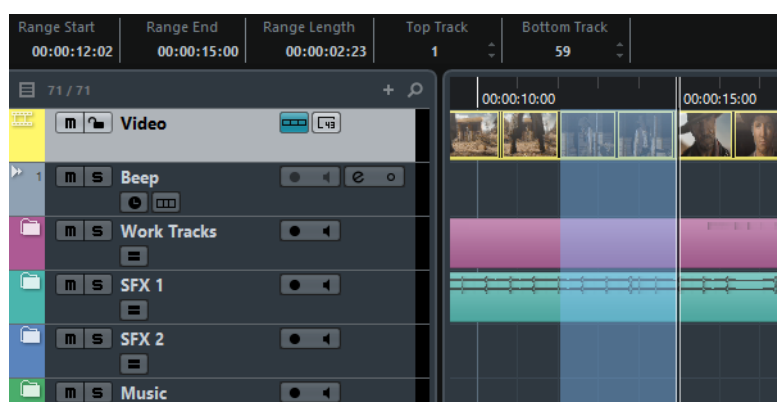 Range Start Range End Range Length Top Track Bottom Track
00:00:12:02 00:00:15:00 00:00:02:23 1 59
71 / 71 +
00:00:10:00 00:00:15:00
m Video
1 m s Beep e
m s Work Tracks
m s SFX 1
m s SFX 2
m s Music